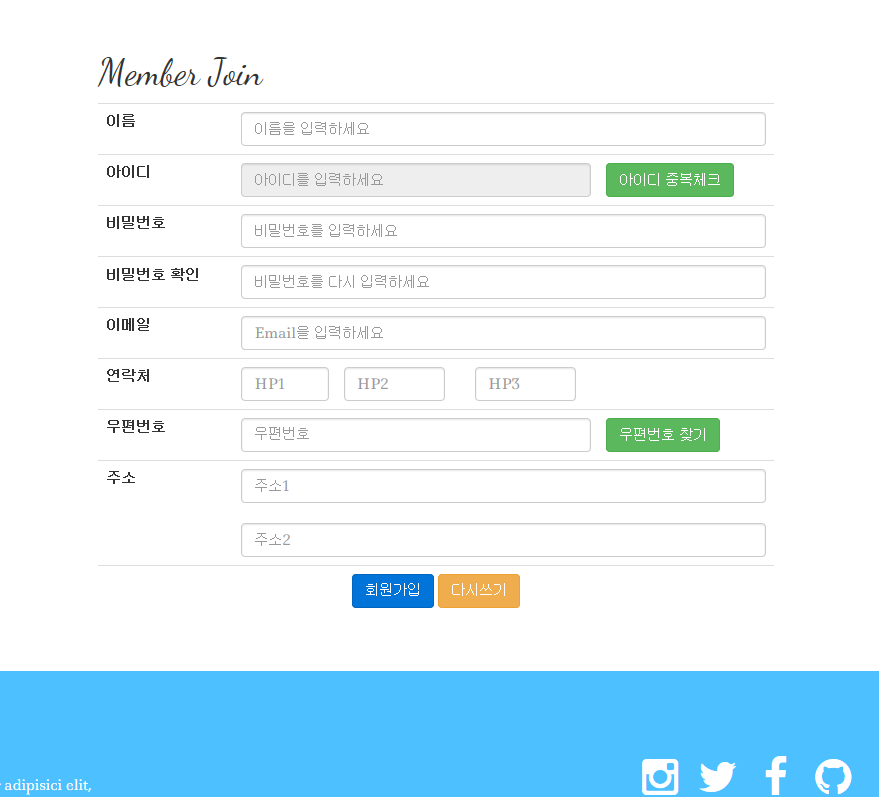 Member Join
이름 이름을 입력하세요
아이디 아이디를 입력하세요 아이디 중복체크
비밀번호 비밀번호를 입력하세요
비밀번호 확인 비밀번호를 다시 입력하세요
이메일 Email을 입력하세요
연락처 HP1 HP2 HP3
우편번호 우편번호 우편번호 찾기
주소 주소1
주소2
회원가입 다시쓰기
adipisici elit,